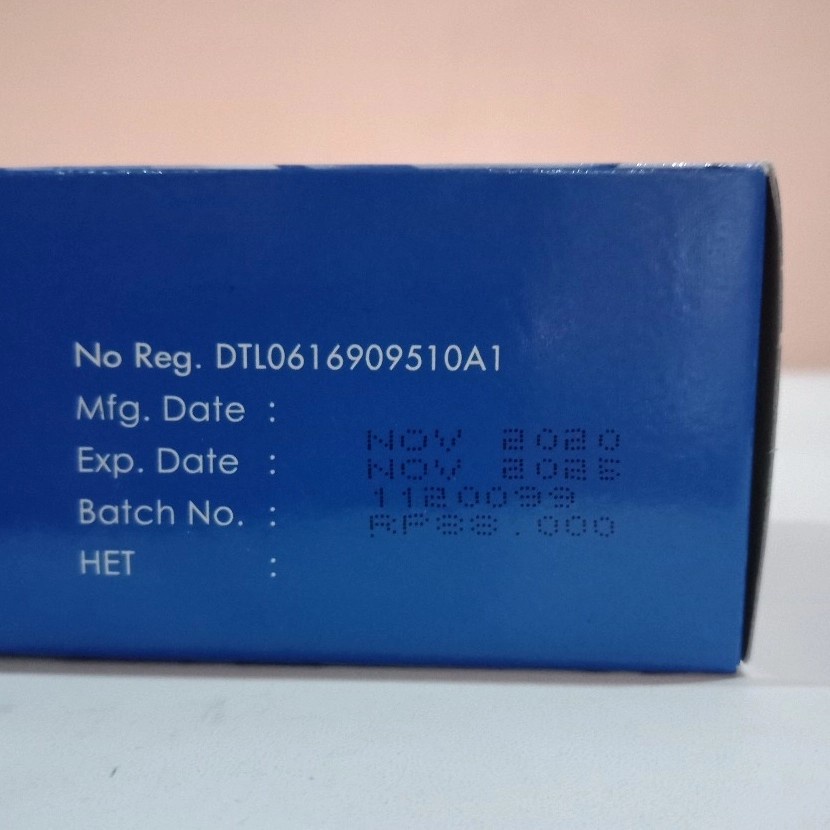 No Reg. DTL0616909510A1
Mfg. Date : NOV 2020
Exp. Date : NOV 2025
Batch No. : 1120099
HET : RP88.000